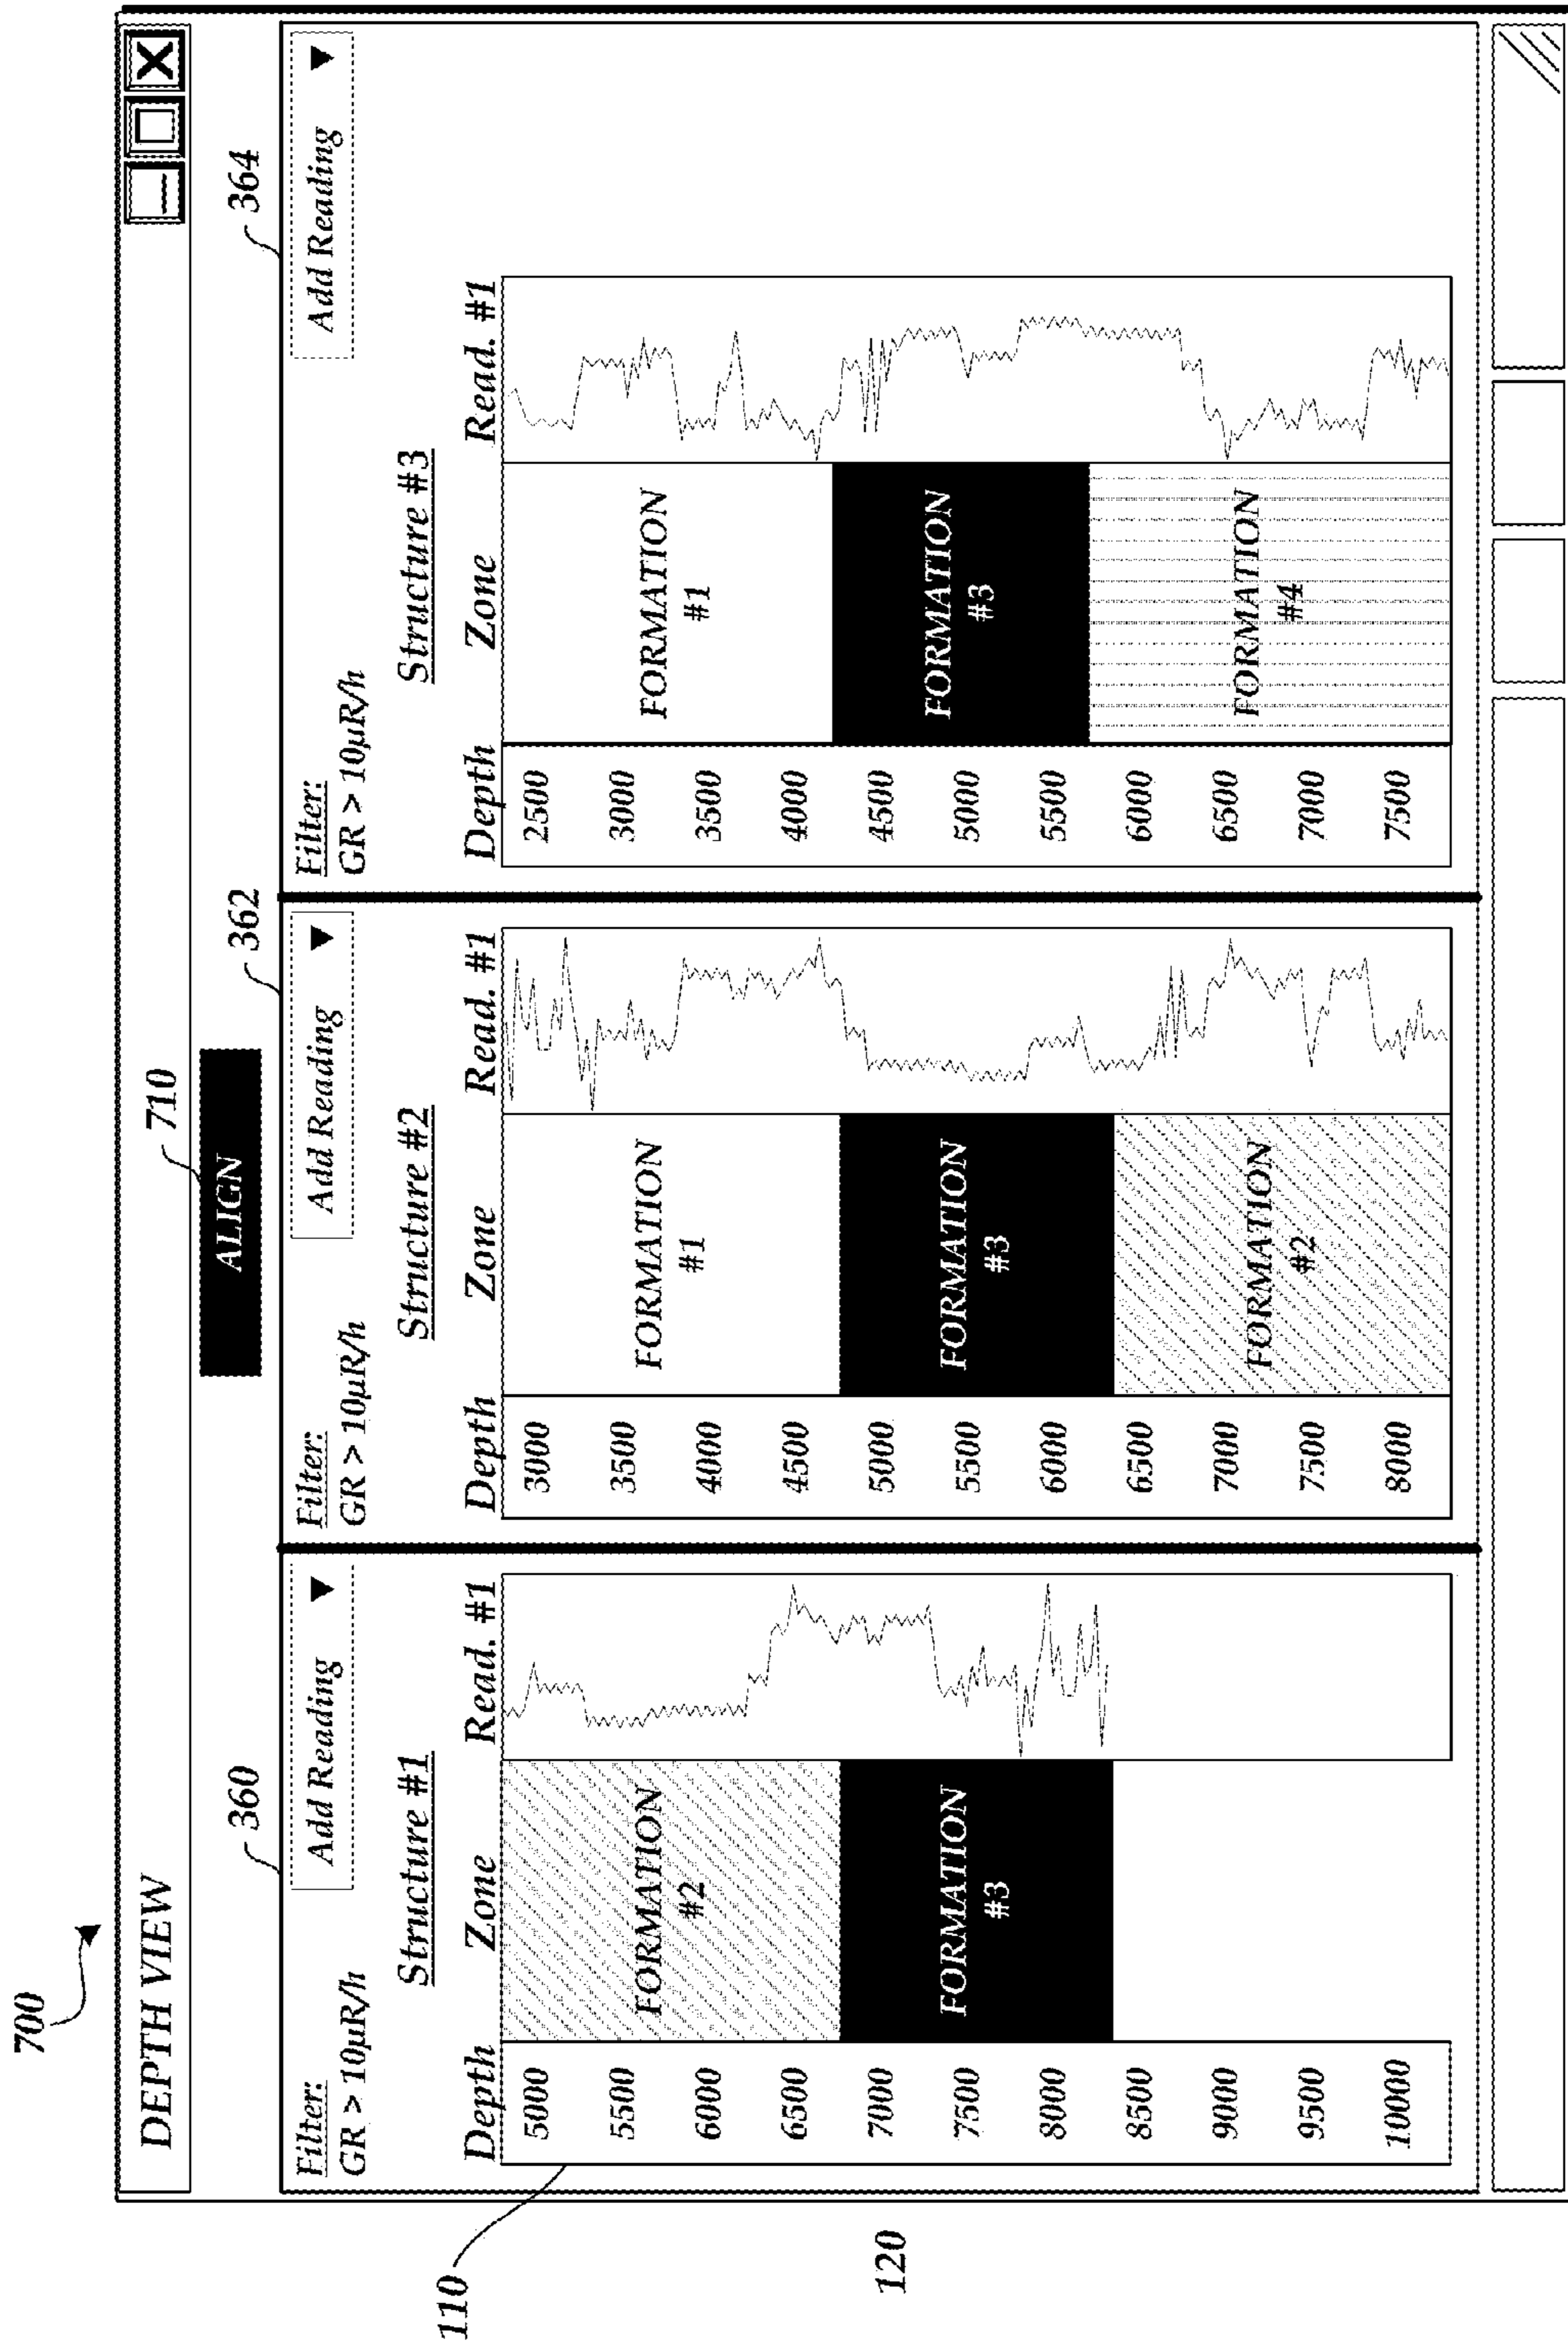 700
DEPTH VIEW
710
ALIGN
360
362
364
Filter:
GR > 10µR/h
Add Reading
Structure #1
Depth
Zone
Read. #1
5000
5500
6000
6500
7000
7500
8000
8500
9000
9500
10000
FORMATION
#2
FORMATION
#3
Filter:
GR > 10µR/h
Add Reading
Structure #2
Depth
Zone
Read. #1
3000
3500
4000
4500
5000
5500
6000
6500
7000
7500
8000
FORMATION
#1
FORMATION
#3
FORMATION
#2
Filter:
GR > 10µR/h
Add Reading
Structure #3
Depth
Zone
Read. #1
2500
3000
3500
4000
4500
5000
5500
6000
6500
7000
7500
FORMATION
#1
FORMATION
#3
FORMATION
#4
110
120